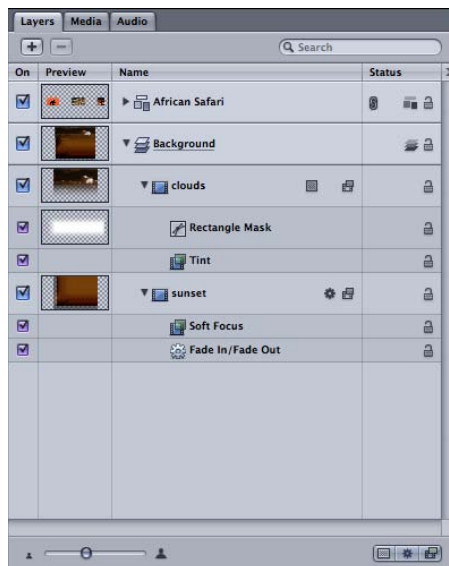 Layers Media Audio
Search
On Preview Name Status
African Safari
Background
clouds
Rectangle Mask
Tint
sunset
Soft Focus
Fade In/Fade Out